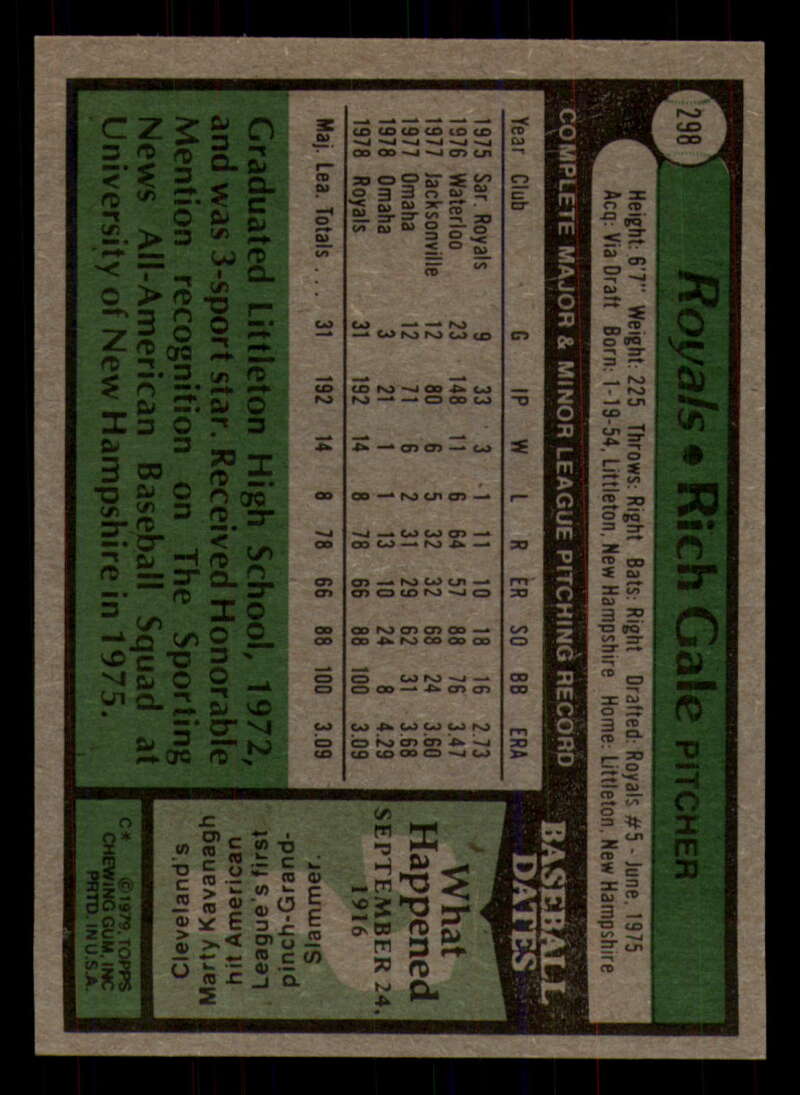 298
Royals • Rich Gale PITCHER
Height: 6'7" Weight: 225 Throws: Right Bats: Right Drafted: Royals #5 - June, 1975
Acq: Via Draft Born: 1-19-54, Littleton, New Hampshire Home: Littleton, New Hampshire
COMPLETE MAJOR & MINOR LEAGUE PITCHING RECORD
Year Club G IP W L R ER SO BB ERA
1975 Sar. Royals 9 33 3 1 11 10 18 16 2.73
1976 Waterloo 23 148 11 6 64 57 88 76 3.47
1977 Jacksonville 12 80 6 5 32 32 68 24 3.60
1977 Omaha 12 71 6 2 31 29 62 31 3.68
1978 Omaha 3 21 1 1 13 10 24 8 4.29
1978 Royals 31 192 14 8 78 66 88 100 3.09
Maj. Lea. Totals . . . 31 192 14 8 78 66 88 100 3.09
Graduated Littleton High School, 1972,
and was 3-sport star. Received Honorable
Mention recognition on The Sporting
News All-American Baseball Squad at
University of New Hampshire in 1975.
BASEBALL
DATES
What
Happened
SEPTEMBER 24,
1916
Cleveland's
Marty Kavanagh
hit American
League's first
pinch-Grand-
Slammer.
C* © 1979, TOPPS
CHEWING GUM, INC
PRTD. IN U.S.A.